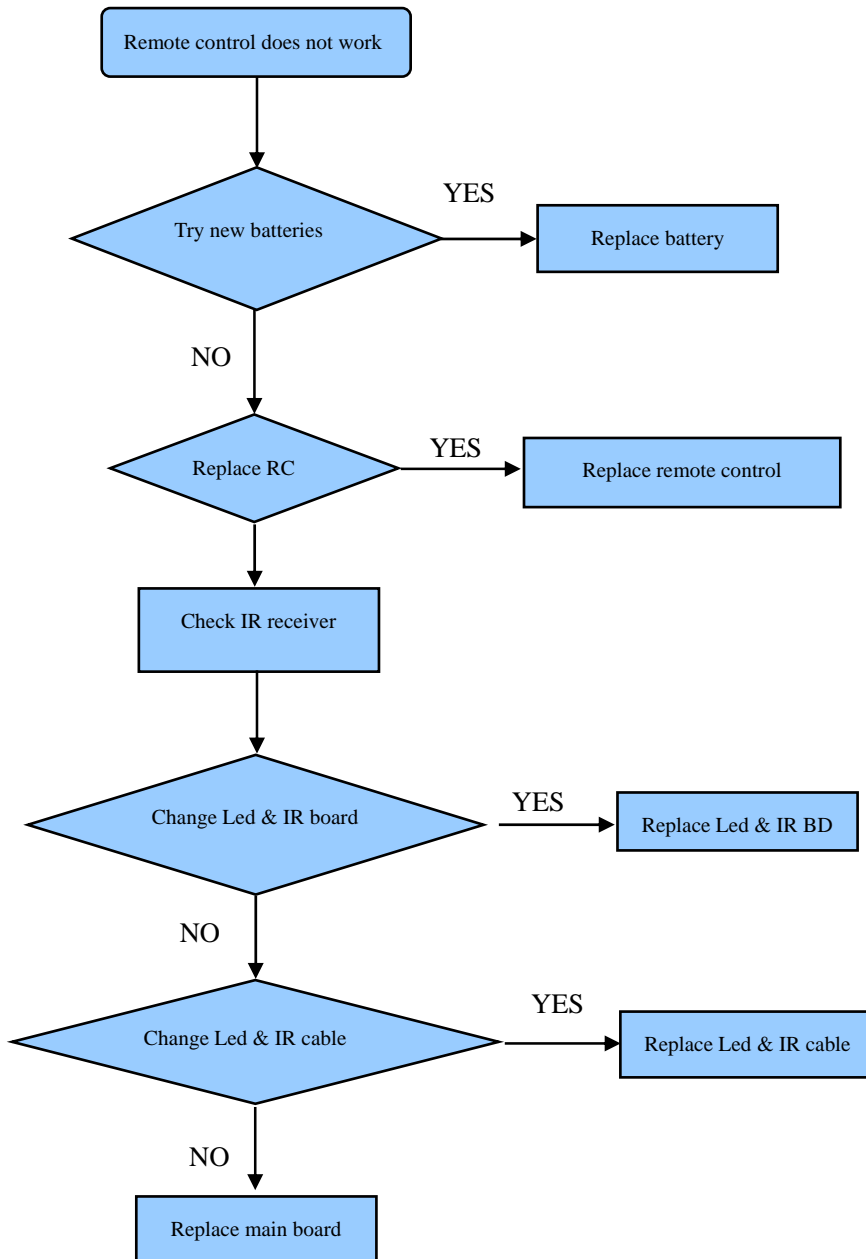 Remote control does not work
YES
Try new batteries
Replace battery
NO
YES
Replace RC
Replace remote control
Check IR receiver
YES
Change Led & IR board
Replace Led & IR BD
NO
YES
Change Led & IR cable
Replace Led & IR cable
NO
Replace main board